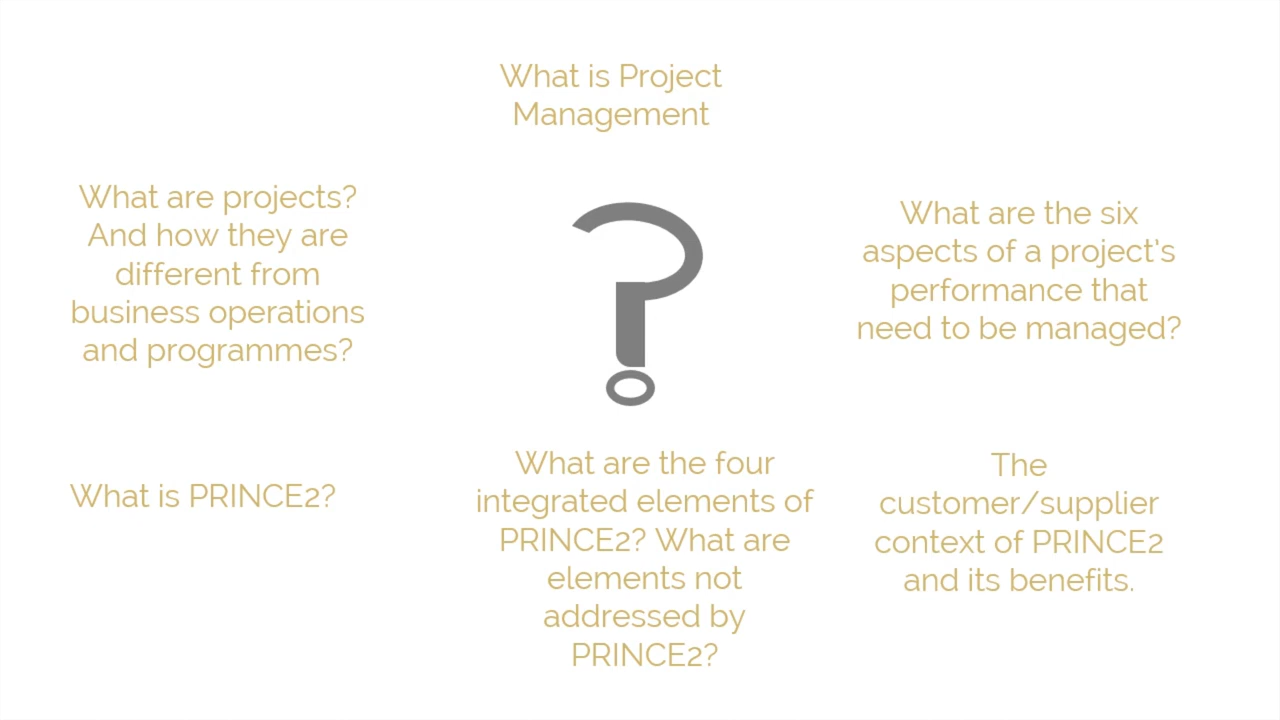 What is Project
Management
What are projects?
And how they are
different from
business operations
and programmes?
What are the six
aspects of a project's
performance that
need to be managed?
What is PRINCE2?
What are the four
integrated elements of
PRINCE2? What are
elements not
addressed by
PRINCE2?
The
customer/supplier
context of PRINCE2
and its benefits.